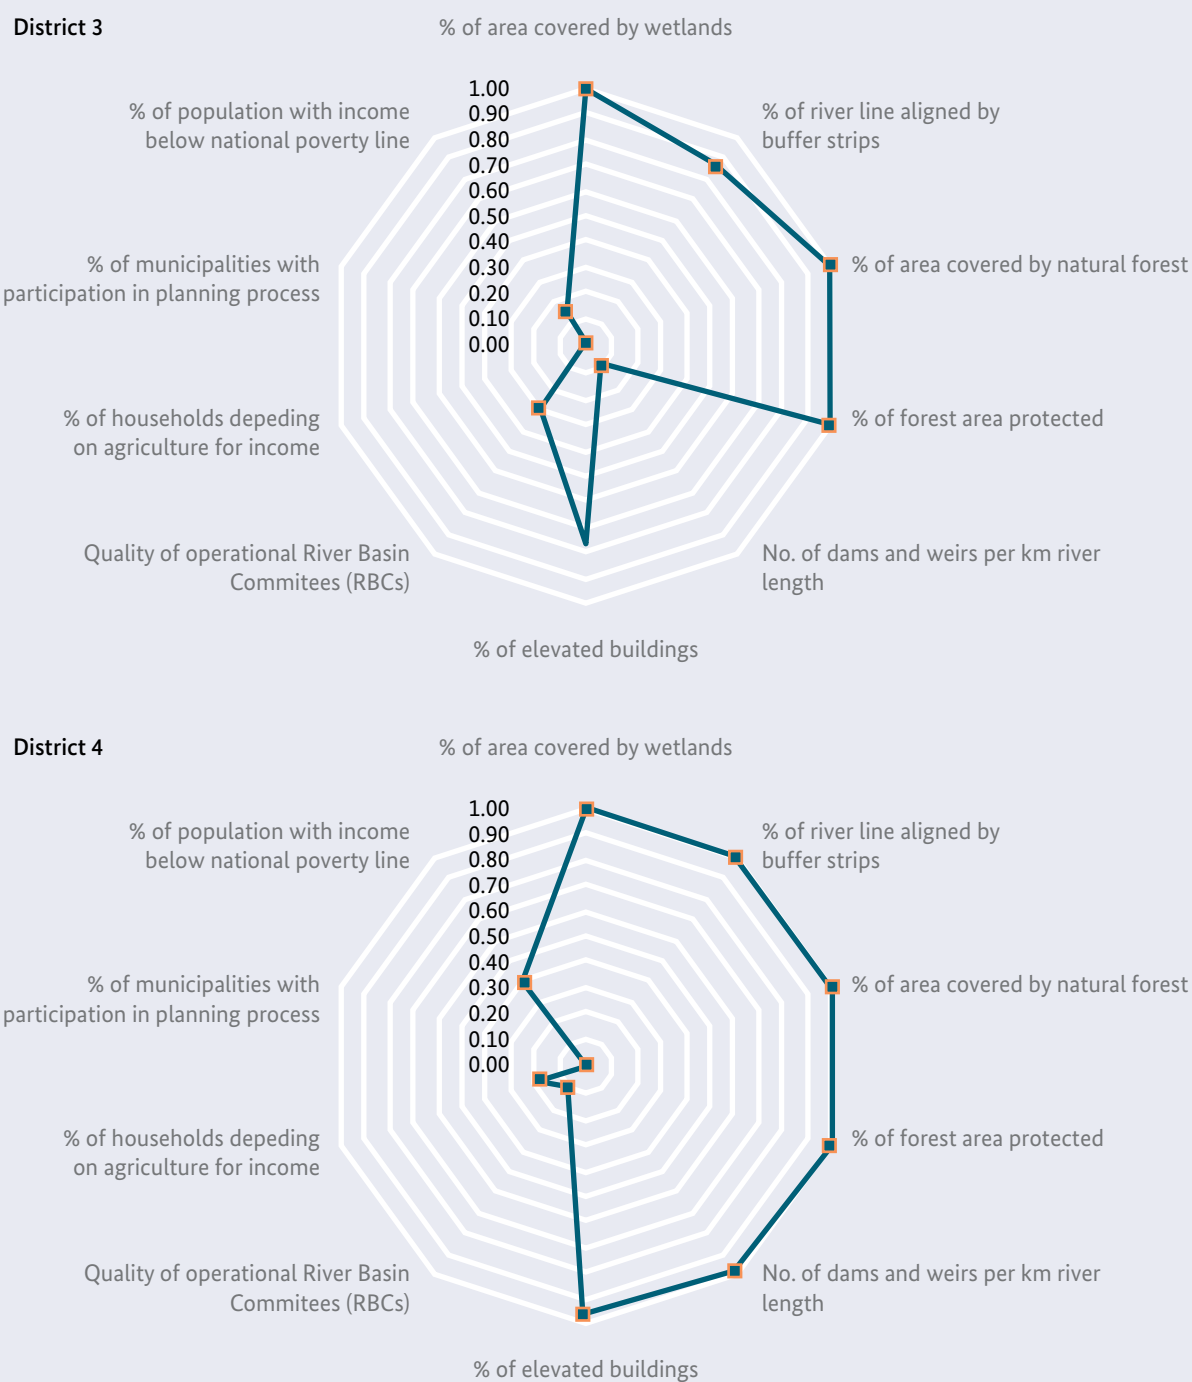 District 3
% of area covered by wetlands
1.00
0.90
0.80
0.70
0.60
0.50
0.40
0.30
0.20
0.10
0.00
% of river line aligned by
buffer strips
% of area covered by natural forest
% of forest area protected
No. of dams and weirs per km river
length
% of elevated buildings
Quality of operational River Basin
Commitees (RBCs)
% of households depeding
on agriculture for income
% of municipalities with
participation in planning process
% of population with income
below national poverty line
District 4
% of area covered by wetlands
1.00
0.90
0.80
0.70
0.60
0.50
0.40
0.30
0.20
0.10
0.00
% of river line aligned by
buffer strips
% of area covered by natural forest
% of forest area protected
No. of dams and weirs per km river
length
% of elevated buildings
Quality of operational River Basin
Commitees (RBCs)
% of households depeding
on agriculture for income
% of municipalities with
participation in planning process
% of population with income
below national poverty line